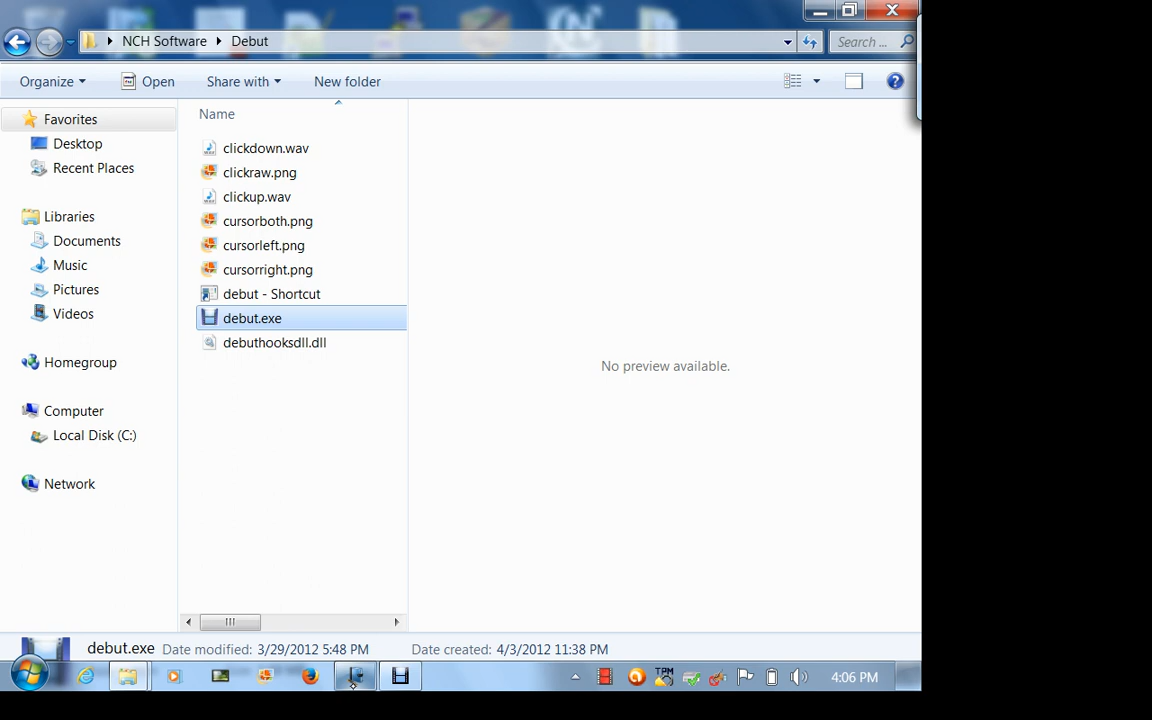 NCH Software Debut Search ...
Organize Open Share with New folder
Name
Favorites
Desktop
Recent Places
Libraries
Documents
Music
Pictures
Videos
Homegroup
Computer
Local Disk (C:)
Network
clickdown.wav
clickraw.png
clickup.wav
cursorboth.png
cursorleft.png
cursorright.png
debut - Shortcut
debut.exe
debuthooksdll.dll
No preview available.
debut.exe Date modified: 3/29/2012 5:48 PM Date created: 4/3/2012 11:38 PM
TPM 4:06 PM